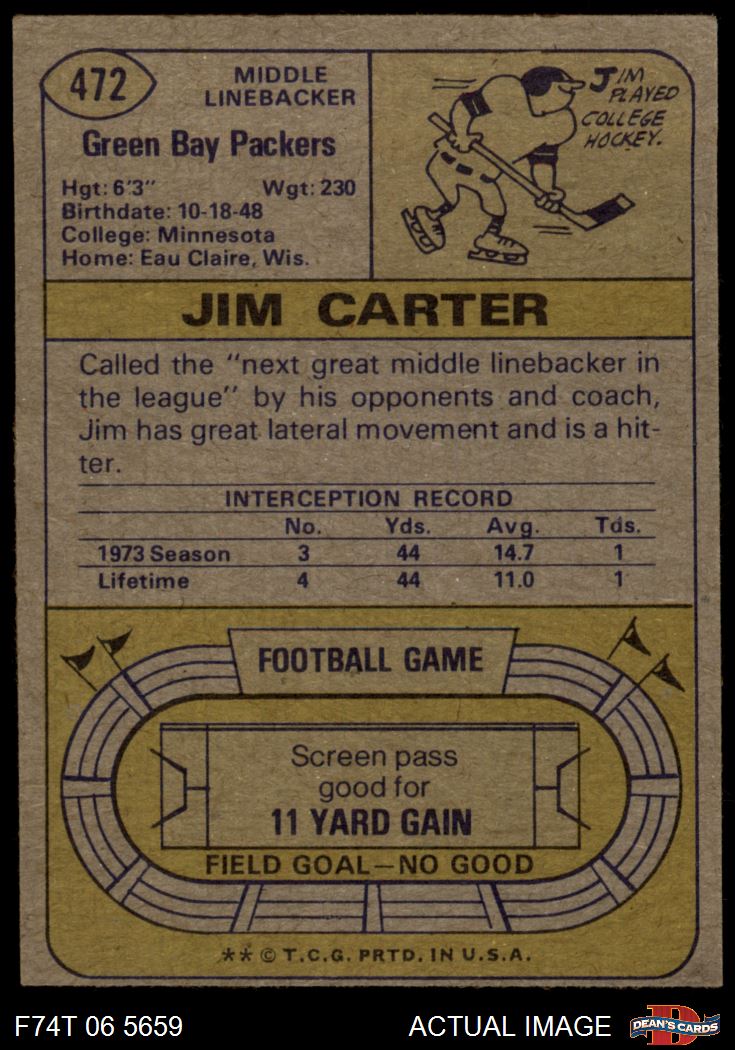 472
MIDDLE
LINEBACKER
Green Bay Packers
Hgt: 6'3" Wgt: 230
Birthdate: 10-18-48
College: Minnesota
Home: Eau Claire, Wis.
JIM
PLAYED
COLLEGE
HOCKEY.
JIM CARTER
Called the "next great middle linebacker in
the league" by his opponents and coach,
Jim has great lateral movement and is a hit-
ter.
INTERCEPTION RECORD
No. Yds. Avg. Tds.
1973 Season 3 44 14.7 1
Lifetime 4 44 11.0 1
FOOTBALL GAME
Screen pass
good for
11 YARD GAIN
FIELD GOAL—NO GOOD
** © T.C.G. PRTD. IN U.S.A.
F74T 06 5659 ACTUAL IMAGE D DEAN'S CARDS